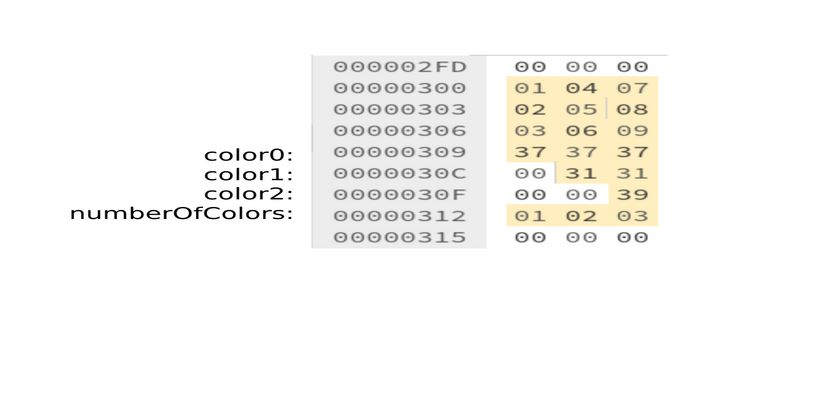 000002FD 00 00 00
00000300 01 04 07
00000303 02 05 08
00000306 03 06 09
color0: 00000309 37 37 37
color1: 0000030C 00 31 31
color2: 0000030F 00 00 39
numberOfColors: 00000312 01 02 03
00000315 00 00 00